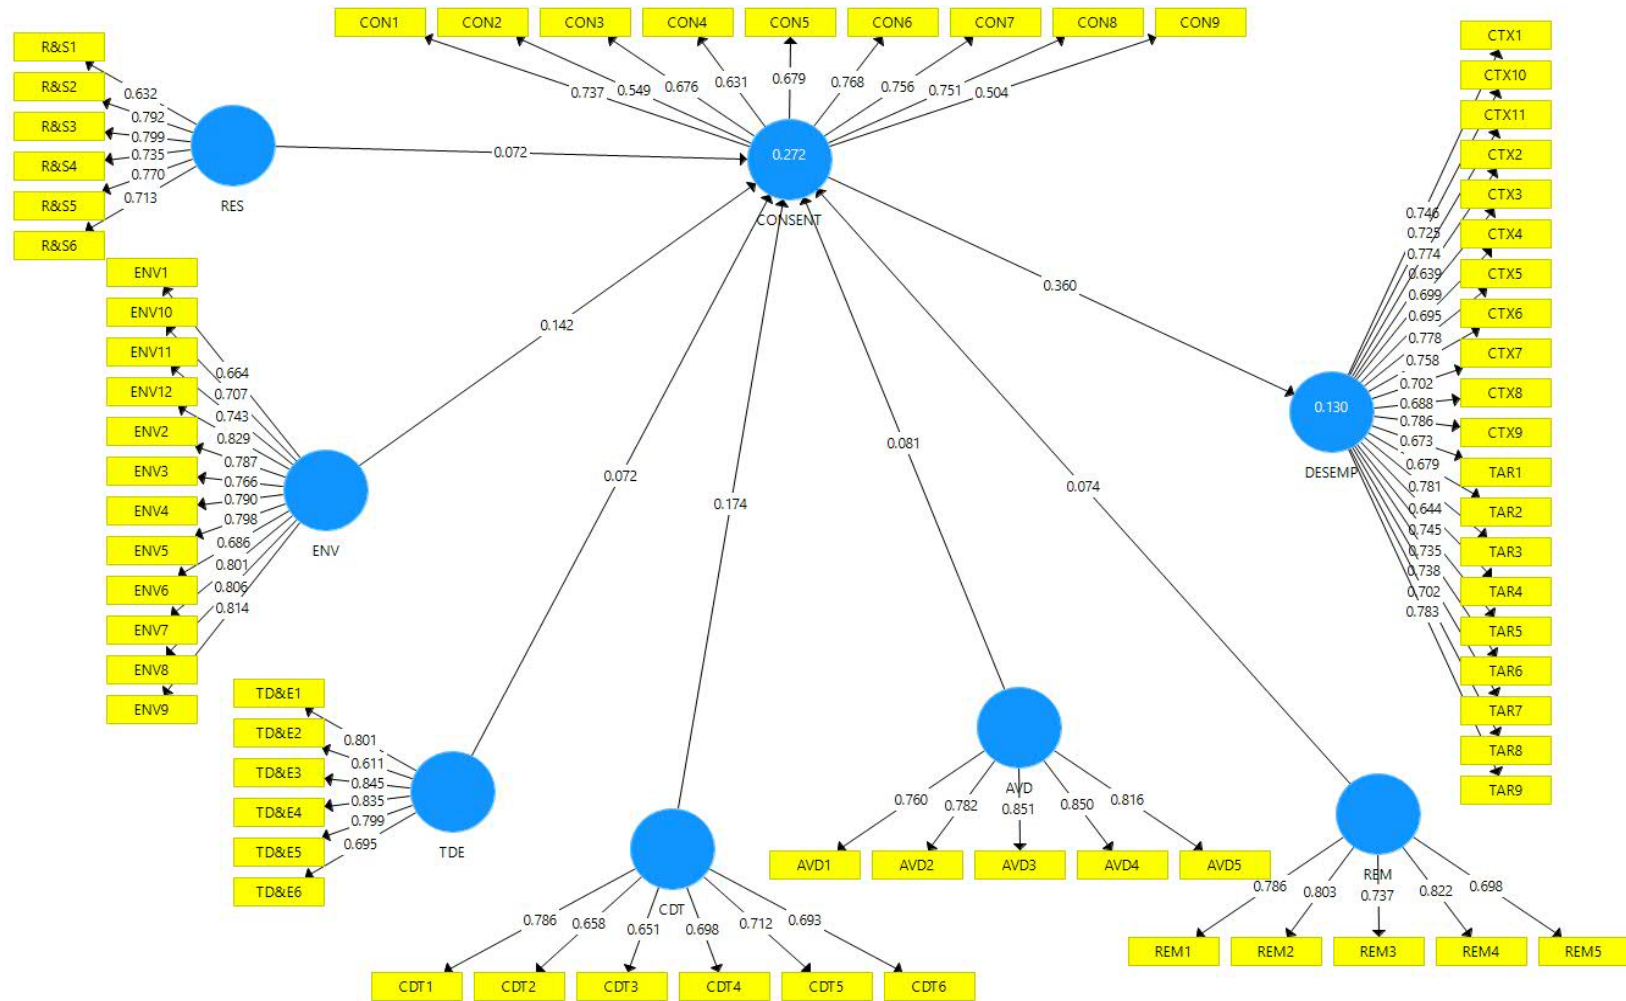 CON1 CON2 CON3 CON4 CON5 CON6 CON7 CON8 CON9
0.737 0.549 0.676 0.631 0.679 0.768 0.756 0.751 0.504
0.272
CONSENT
R&S1
R&S2
R&S3
R&S4
R&S5
R&S6
0.632
0.792
0.799
0.735
0.770
0.713
RES
0.072
ENV1
ENV10
ENV11
ENV12
ENV2
ENV3
ENV4
ENV5
ENV6
ENV7
ENV8
ENV9
0.664
0.707
0.743
0.829
0.787
0.766
0.790
0.798
0.686
0.801
0.806
0.814
ENV
0.142
TD&E1
TD&E2
TD&E3
TD&E4
TD&E5
TD&E6
0.801
0.611
0.845
0.835
0.799
0.695
TDE
0.072
0.174
CDT
0.786 0.658 0.651 0.698 0.712 0.693
CDT1 CDT2 CDT3 CDT4 CDT5 CDT6
0.081
AVD
0.760 0.782 0.851 0.850 0.816
AVD1 AVD2 AVD3 AVD4 AVD5
0.074
REM
0.786 0.803 0.737 0.822 0.698
REM1 REM2 REM3 REM4 REM5
0.360
0.130
DESEMP
0.746
0.725
0.774
0.639
0.699
0.695
0.778
0.758
0.702
0.688
0.786
0.673
0.679
0.781
0.644
0.745
0.735
0.738
0.702
0.783
CTX1
CTX10
CTX11
CTX2
CTX3
CTX4
CTX5
CTX6
CTX7
CTX8
CTX9
TAR1
TAR2
TAR3
TAR4
TAR5
TAR6
TAR7
TAR8
TAR9